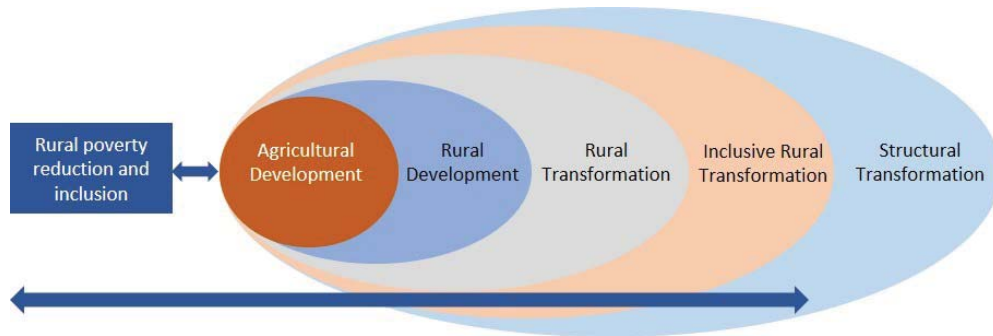 Rural poverty
reduction and
inclusion
Agricultural
Development
Rural
Development
Rural
Transformation
Inclusive Rural
Transformation
Structural
Transformation